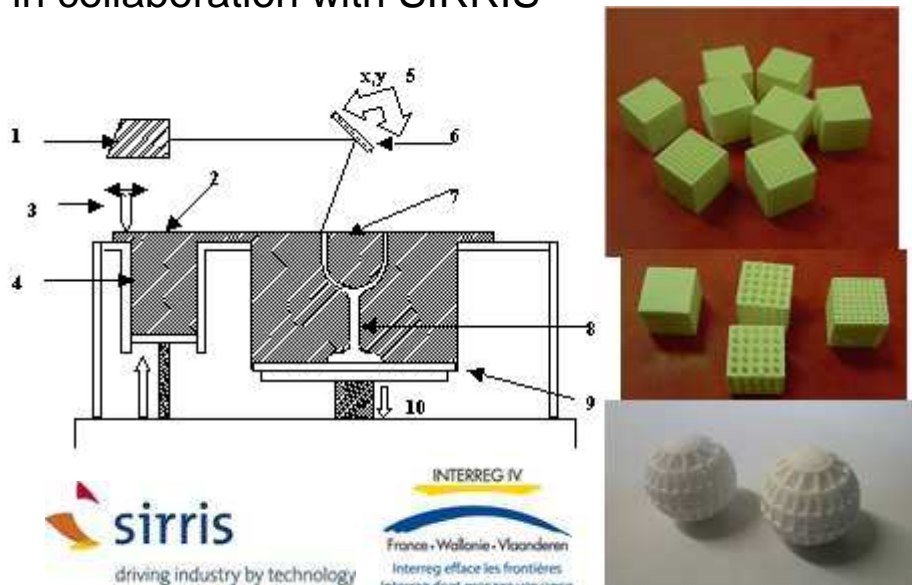 in collaboration with SIRRIS
x,y 5
1
6
2
3
7
4
8
9
10
sirris
driving industry by technology
INTERREG IV
France - Wallonie - Vlaanderen
Interreg efface les frontières